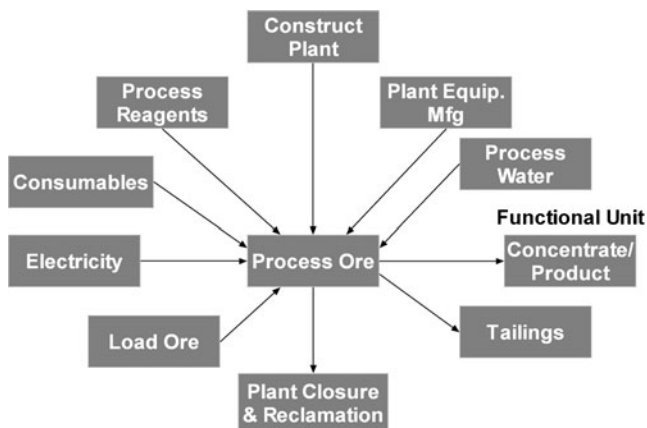 Construct
Plant
Process
Reagents
Plant Equip.
Mfg
Consumables
Process
Water
Functional Unit
Electricity
Process Ore
Concentrate/
Product
Load Ore
Tailings
Plant Closure
& Reclamation